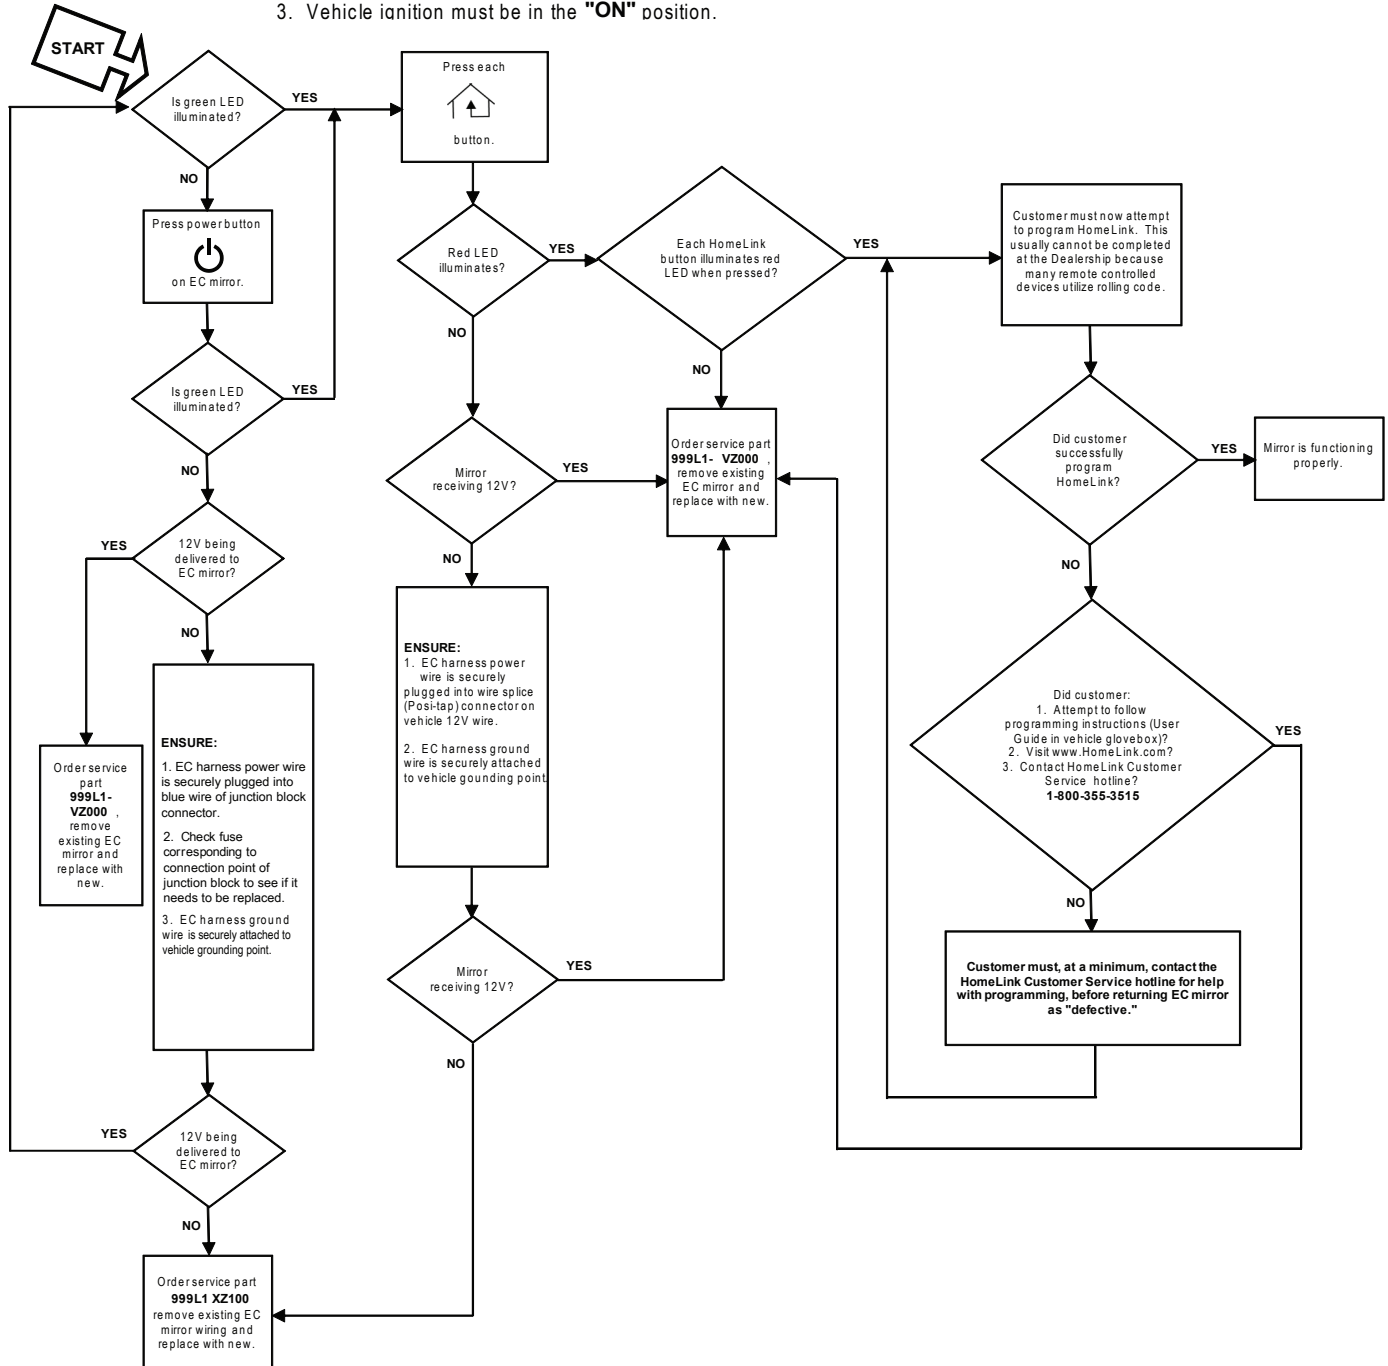 3. Vehicle ignition must be in the "ON" position.
START
Is green LED
illuminated?
YES
NO
Press power button
on EC mirror.
Is green LED
illuminated?
YES
NO
12V being
delivered to
EC mirror?
YES
NO
Order service
part
999L1-
VZ000 ,
remove
existing EC
mirror and
replace with
new.
ENSURE:
1. EC harness power wire
is securely plugged into
blue wire of junction block
connector.
2. Check fuse
corresponding to
connection point of
junction block to see if it
needs to be replaced.
3. EC harness ground
wire is securely attached to
vehicle grounding point.
12V being
delivered to
EC mirror?
YES
NO
Order service part
999L1 XZ100
remove existing EC
mirror wiring and
replace with new.
Press each
button.
Red LED
illuminates?
YES
NO
Mirror
receiving 12V?
YES
NO
ENSURE:
1. EC harness power
wire is securely
plugged into wire splice
(Posi-tap) connector on
vehicle 12V wire.
2. EC harness ground
wire is securely attached
to vehicle grounding point.
Mirror
receiving 12V?
YES
NO
Each HomeLink
button illuminates red
LED when pressed?
YES
NO
Order service part
999L1- VZ000 ,
remove existing
EC mirror and
replace with new.
Customer must now attempt
to program HomeLink. This
usually cannot be completed
at the Dealership because
many remote controlled
devices utilize rolling code.
Did customer
successfully
program
HomeLink?
YES
NO
Mirror is functioning
properly.
Did customer:
1. Attempt to follow
programming instructions (User
Guide in vehicle glovebox)?
2. Visit www.HomeLink.com?
3. Contact HomeLink Customer
Service hotline?
1-800-355-3515
YES
NO
Customer must, at a minimum, contact the
HomeLink Customer Service hotline for help
with programming, before returning EC mirror
as "defective."